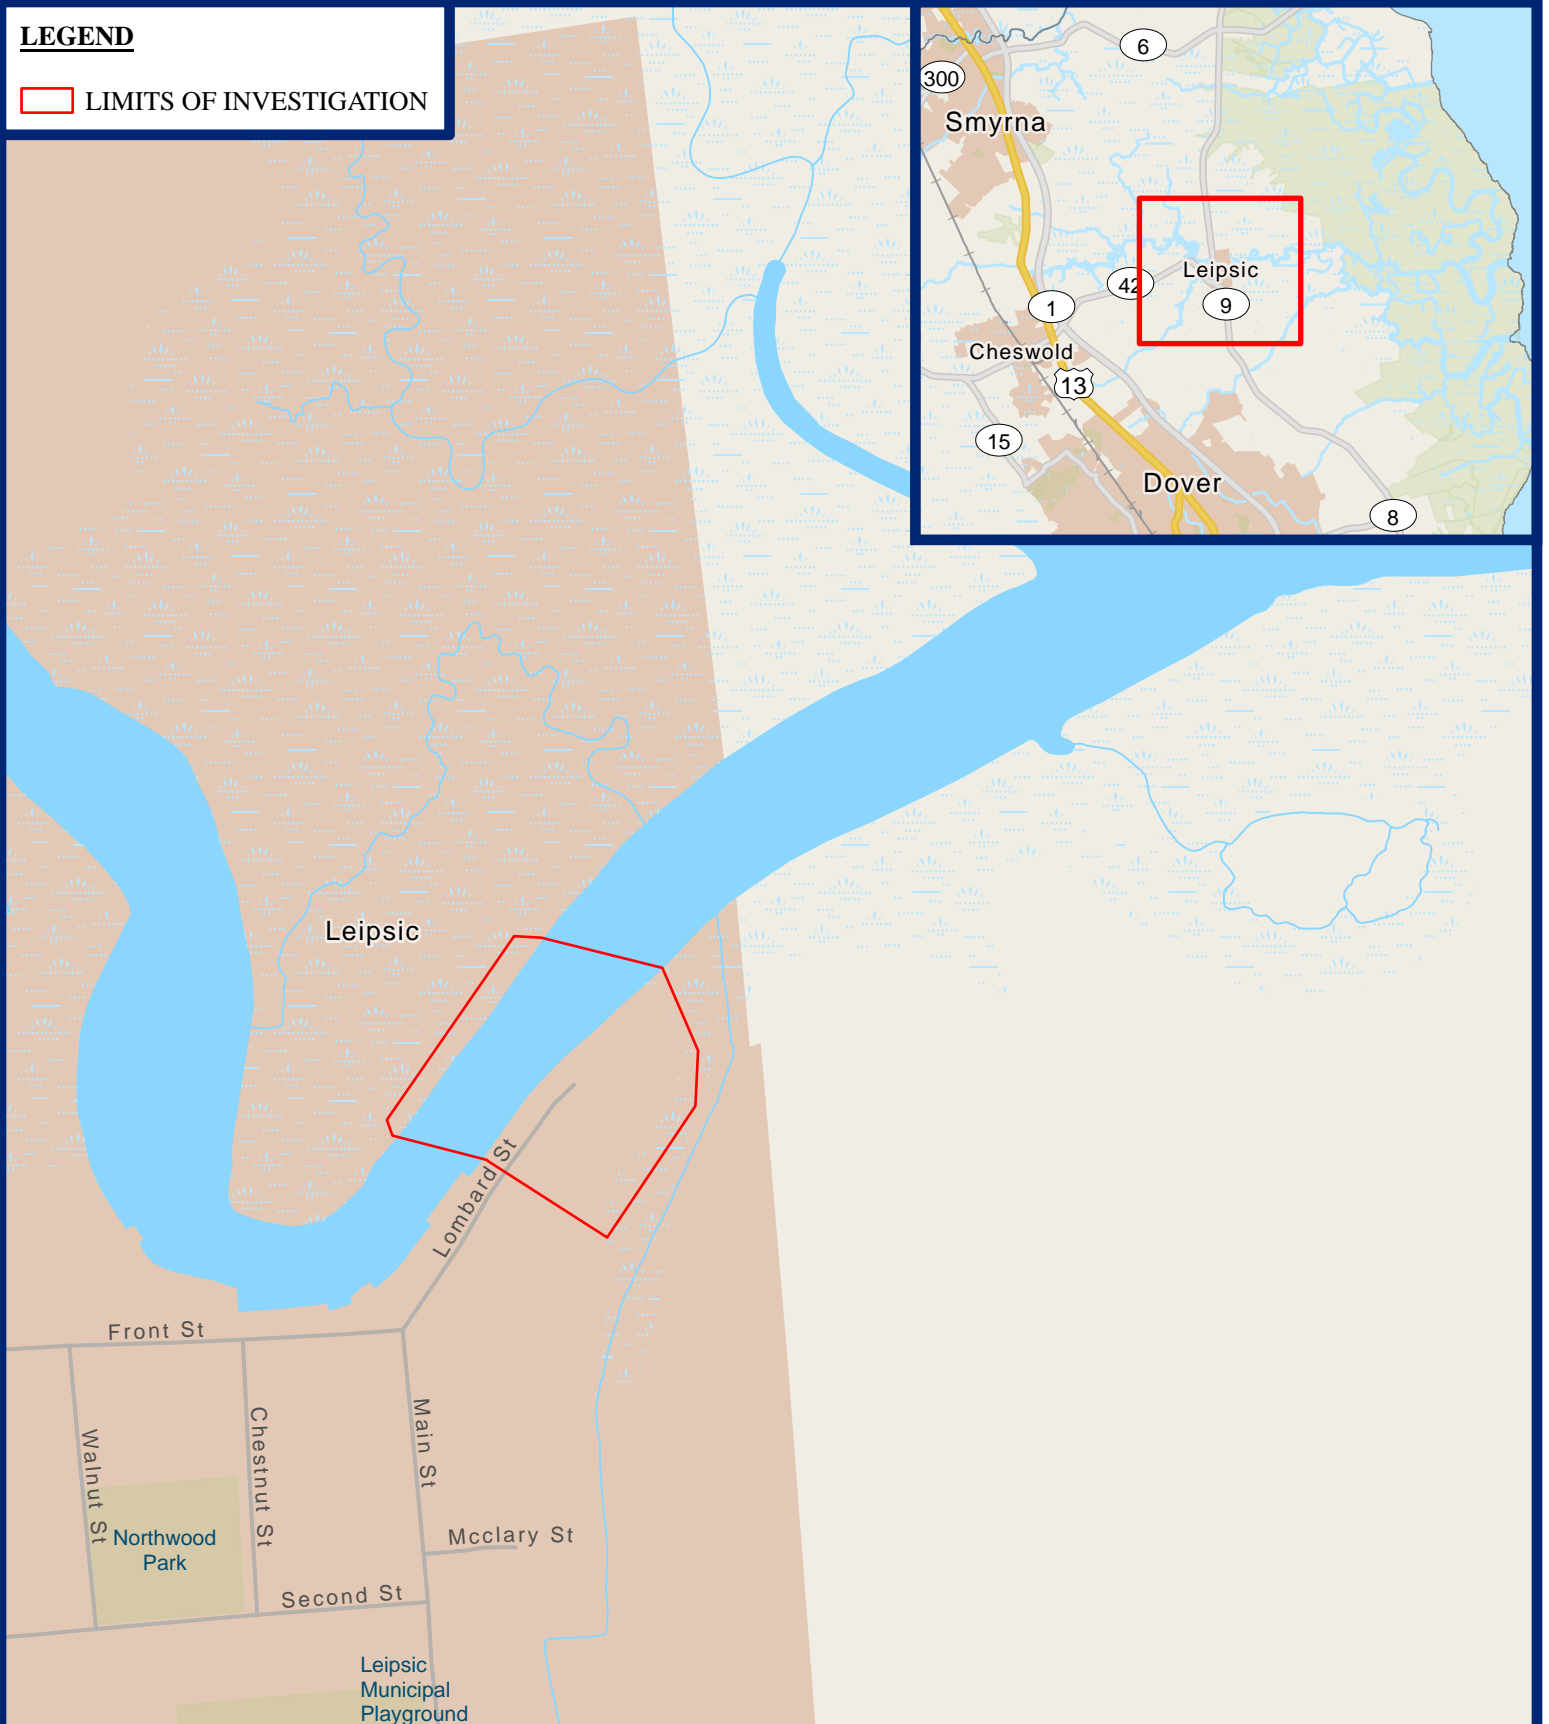 LEGEND
LIMITS OF INVESTIGATION
6
300
Smyrna
Leipsic
42
9
1
Cheswold
13
15
Dover
8
Leipsic
Lombard St
Front St
Walnut St
Chestnut St
Main St
Northwood
Park
Mcclary St
Second St
Leipsic
Municipal
Playground